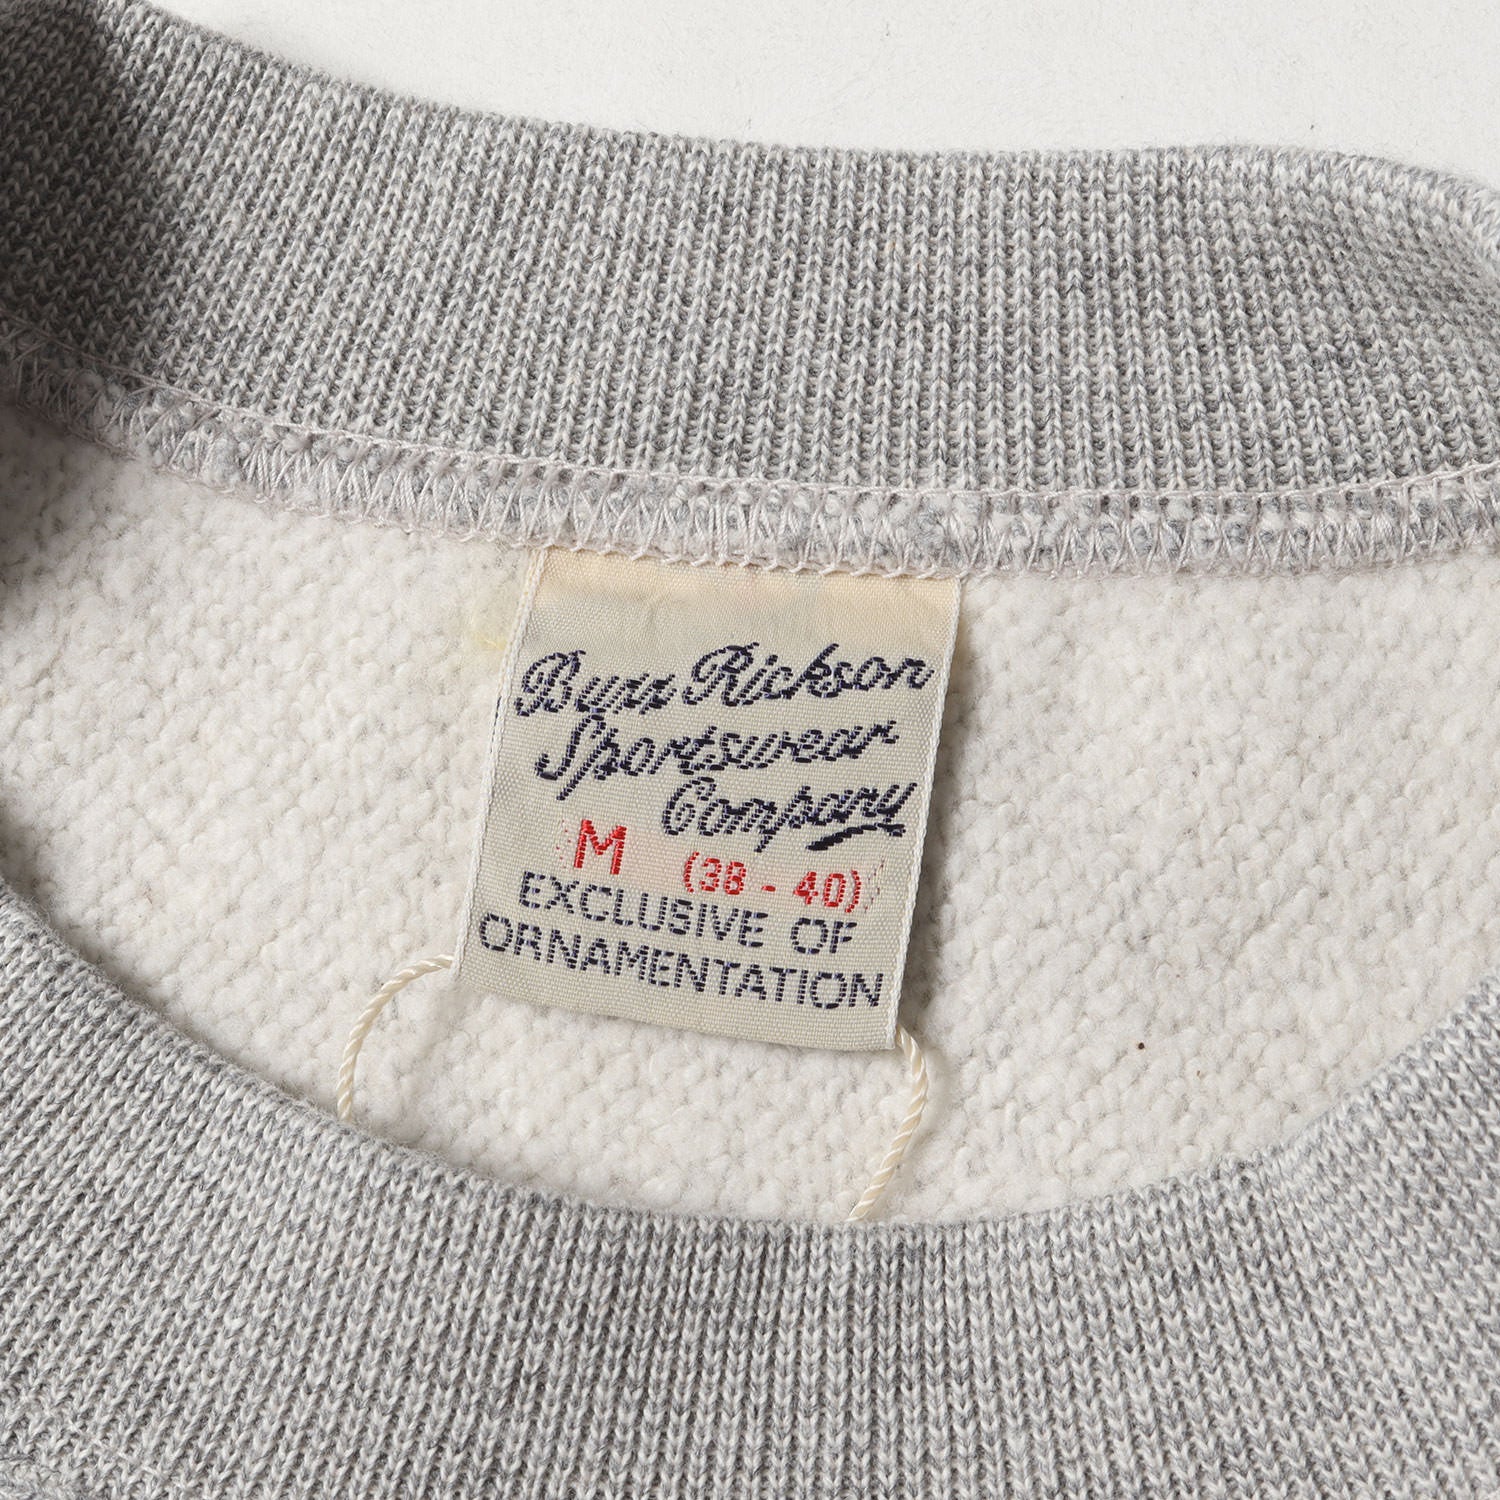 Buzz Rickson
Sportswear
Company
M (38 - 40)
EXCLUSIVE OF
ORNAMENTATION